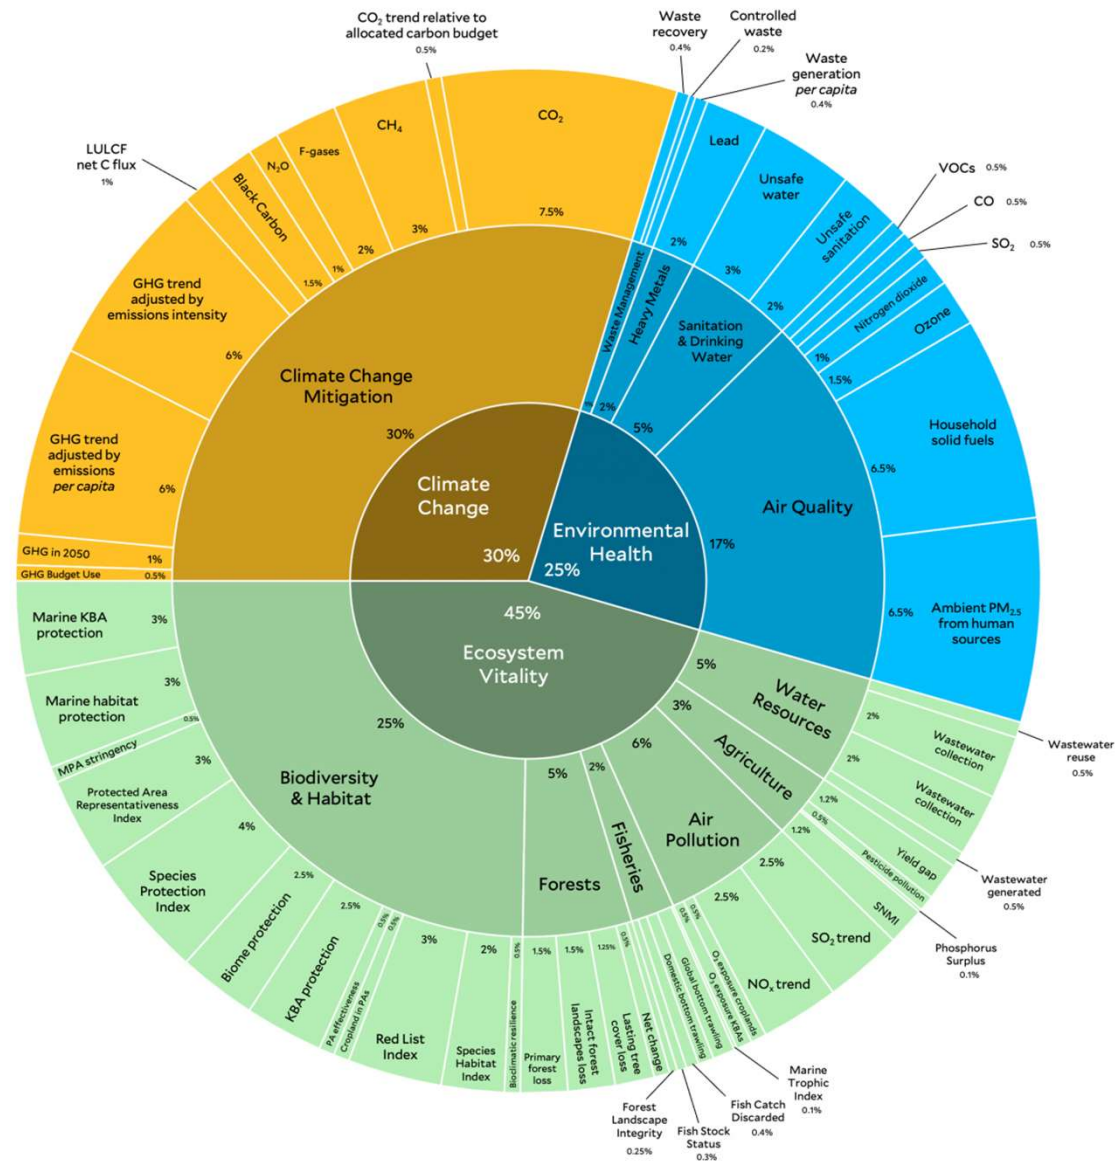 CO₂ trend relative to
allocated carbon budget
0.5%
Waste
recovery
0.4%
Controlled
waste
0.2%
Waste
generation
per capita
0.4%
LULCF
net C flux
1%
Black Carbon
1.5%
N₂O
1%
F-gases
2%
CH₄
3%
CO₂
7.5%
Lead
2%
Unsafe
water
3%
Unsafe
sanitation
2%
VOCs 0.5%
CO 0.5%
SO₂ 0.5%
Nitrogen dioxide
1%
Ozone
1.5%
GHG trend
adjusted by
emissions intensity
6%
GHG trend
adjusted by
emissions
per capita
6%
GHG in 2050
1%
GHG Budget Use
0.5%
Climate Change
Mitigation
30%
Waste Management
Heavy Metals
2%
Sanitation
& Drinking
Water
5%
Household
solid fuels
6.5%
Air Quality
17%
Ambient PM₂.₅
from human
sources
6.5%
Climate
Change
30%
Environmental
Health
25%
45%
Ecosystem
Vitality
Marine KBA
protection
3%
Marine habitat
protection
3%
MPA stringency
0.5%
Protected Area
Representativeness
Index
3%
Species
Protection
Index
4%
Biome protection
2.5%
KBA protection
2.5%
PA effectiveness
0.5%
Cropland in PAs
0.5%
Red List
Index
3%
Species
Habitat
Index
2%
Bioclimatic resilience
0.5%
Biodiversity
& Habitat
25%
Forests
5%
Fisheries
2%
Air
Pollution
6%
Agriculture
3%
Water
Resources
5%
Primary
forest
loss
1.5%
Intact forest
landscapes loss
1.5%
Lasting tree
cover loss
1.25%
Net change
0.5%
Forest
Landscape
Integrity
0.25%
Fish Stock
Status
0.3%
Fish Catch
Discarded
0.4%
Domestic bottom trawling
Global bottom trawling
Marine
Trophic
Index
0.1%
O₃ exposure KBAs
0.5%
O₃ exposure croplands
0.5%
NOₓ trend
2.5%
SO₂ trend
2.5%
SNMI
1.2%
Phosphorus
Surplus
0.1%
Pesticide pollution
0.5%
Yield gap
1.2%
Wastewater
generated
0.5%
Wastewater
collection
2%
Wastewater
collection
2%
Wastewater
reuse
0.5%